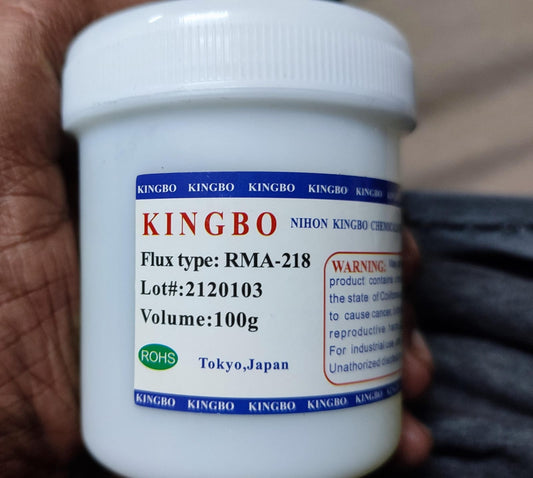 KINGBO KINGBO KINGBO KINGBO KINGBO
KINGBO NIHON KINGBO
Flux type: RMA-218
Lot#:2120103
Volume:100g
ROHS
Tokyo,Japan
WARNING:
product contains
the state of
to cause cancer,
reproductive
For industrial use
KINGBO KINGBO KINGBO KINGBO KINGBO